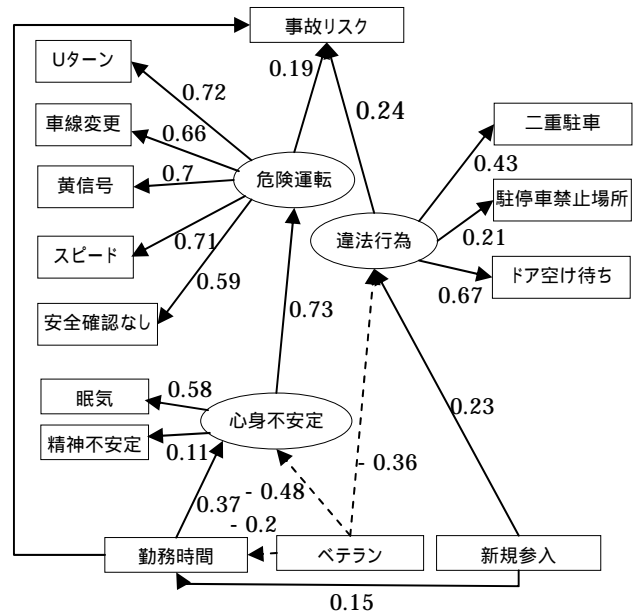 事故リスク
Uターン
0.19
0.72
車線変更
0.24
二重駐車
0.66
0.43
黄信号
0.7
危険運転
駐停車禁止場所
スピード
0.71
違法行為
0.21
0.59
0.67
ドア空け待ち
安全確認なし
0.73
眠気
0.58
0.23
心身不安定
精神不安定
0.11
- 0.36
0.37
- 0.48
- 0.2
勤務時間
ベテラン
新規参入
0.15